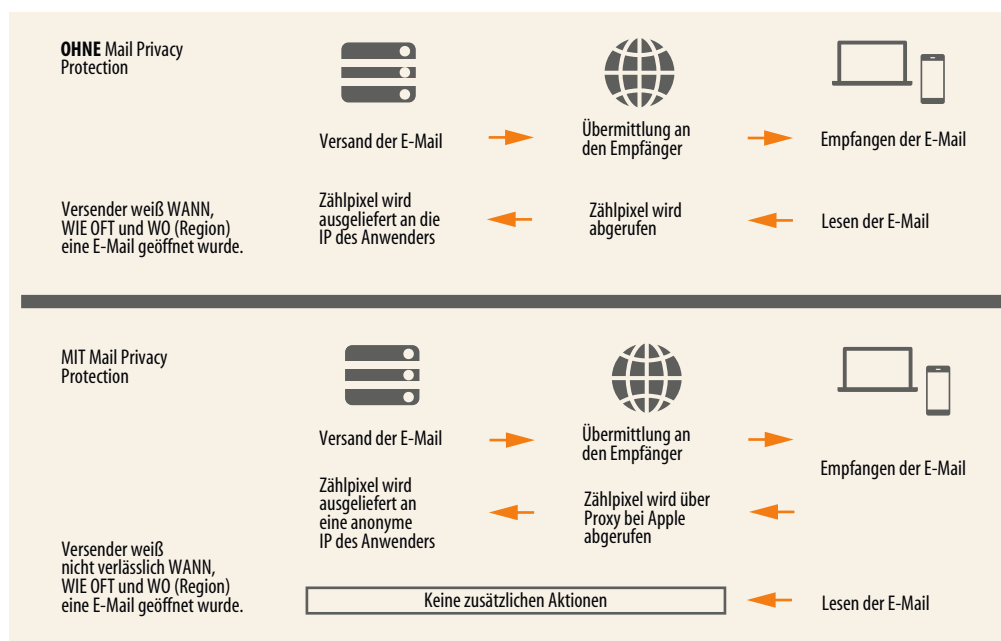 OHNE Mail Privacy
Protection
Versand der E-Mail
Übermittlung an
den Empfänger
Empfangen der E-Mail
Versender weiß WANN,
WIE OFT und WO (Region)
eine E-Mail geöffnet wurde.
Zählpixel wird
ausgeliefert an die
IP des Anwenders
Zählpixel wird
abgerufen
Lesen der E-Mail
MIT Mail Privacy
Protection
Versand der E-Mail
Übermittlung an
den Empfänger
Empfangen der E-Mail
Zählpixel wird
ausgeliefert an
eine anonyme
IP des Anwenders
Zählpixel wird über
Proxy bei Apple
abgerufen
Versender weiß
nicht verlässlich WANN,
WIE OFT und WO (Region)
eine E-Mail geöffnet wurde.
Keine zusätzlichen Aktionen
Lesen der E-Mail